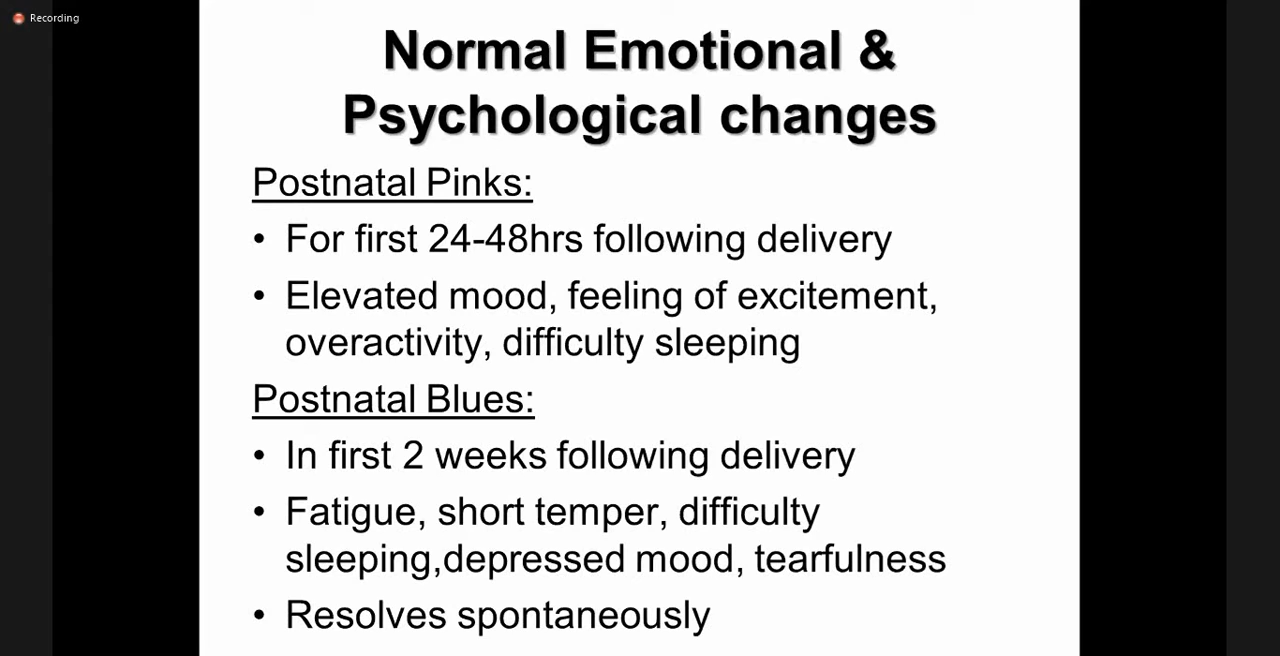 Recording
Normal Emotional &
Psychological changes
Postnatal Pinks:
• For first 24-48hrs following delivery
• Elevated mood, feeling of excitement,
overactivity, difficulty sleeping
Postnatal Blues:
• In first 2 weeks following delivery
• Fatigue, short temper, difficulty
sleeping,depressed mood, tearfulness
• Resolves spontaneously